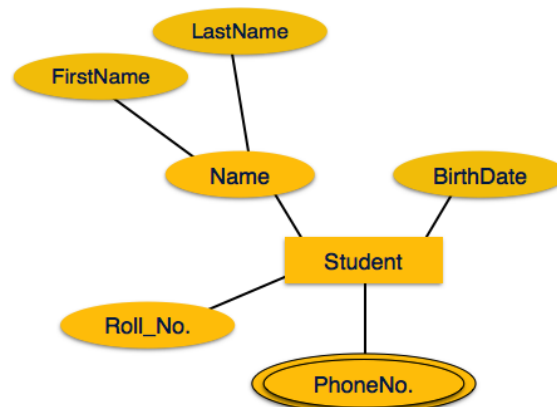 LastName
FirstName
Name
BirthDate
Student
Roll_No.
PhoneNo.